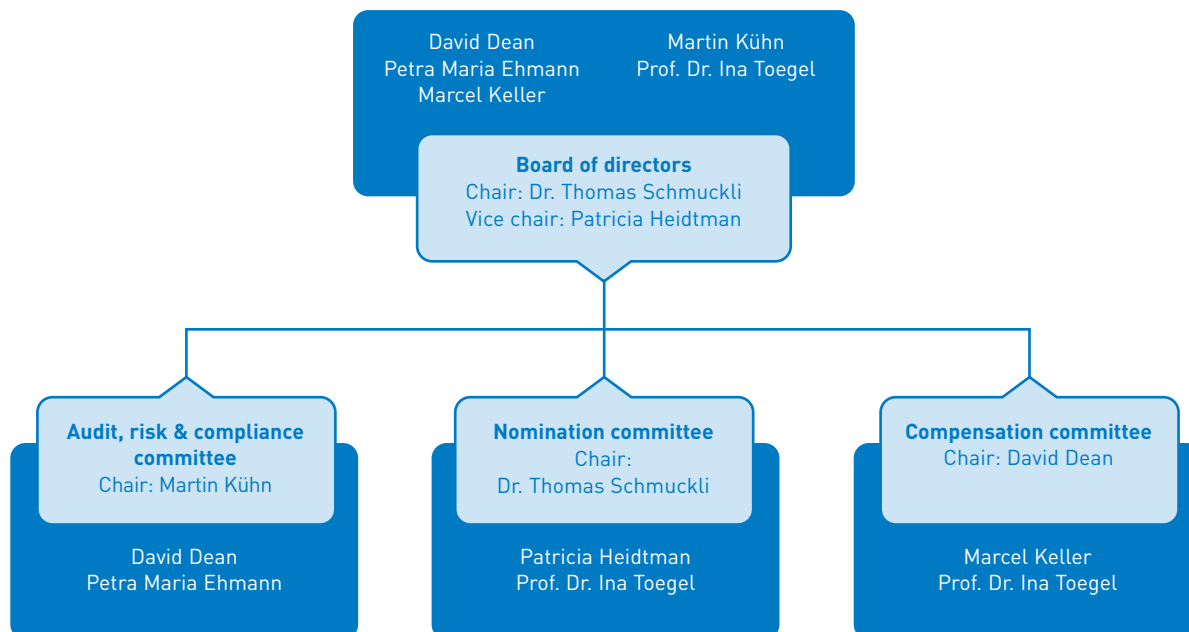 David Dean
Petra Maria Ehmann
Marcel Keller
Martin Kühn
Prof. Dr. Ina Toegel
Board of directors
Chair: Dr. Thomas Schmuckli
Vice chair: Patricia Heidtman
Audit, risk & compliance
committee
Chair: Martin Kühn
David Dean
Petra Maria Ehmann
Nomination committee
Chair:
Dr. Thomas Schmuckli
Patricia Heidtman
Prof. Dr. Ina Toegel
Compensation committee
Chair: David Dean
Marcel Keller
Prof. Dr. Ina Toegel